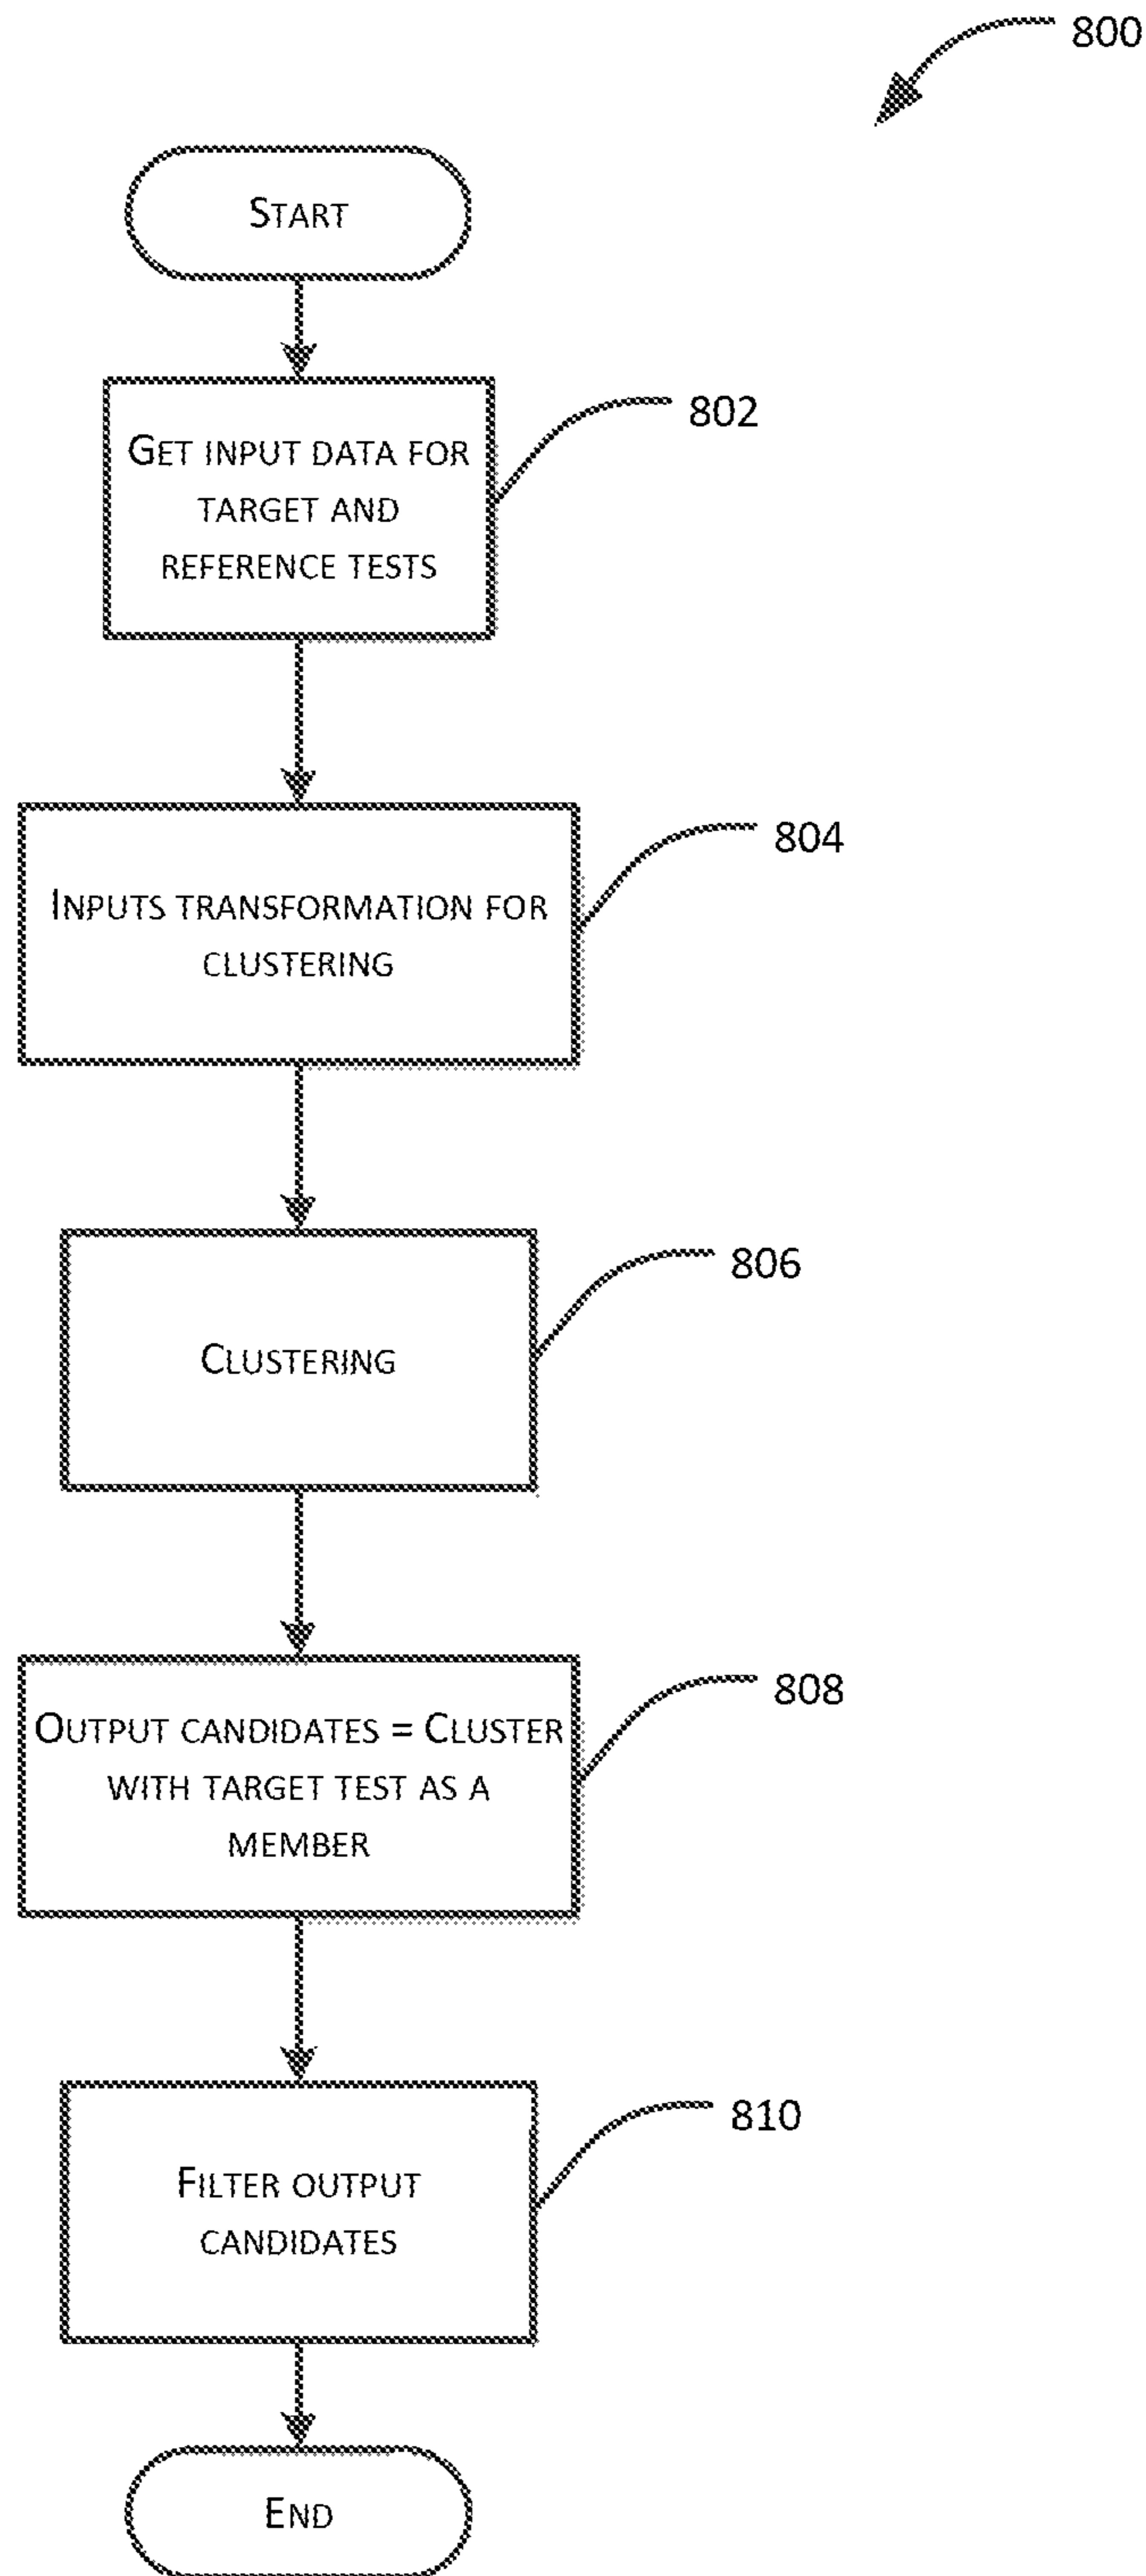 800
START
GET INPUT DATA FOR
TARGET AND
REFERENCE TESTS
802
INPUTS TRANSFORMATION FOR
CLUSTERING
804
CLUSTERING
806
OUTPUT CANDIDATES = CLUSTER
WITH TARGET TEST AS A
MEMBER
808
FILTER OUTPUT
CANDIDATES
810
END